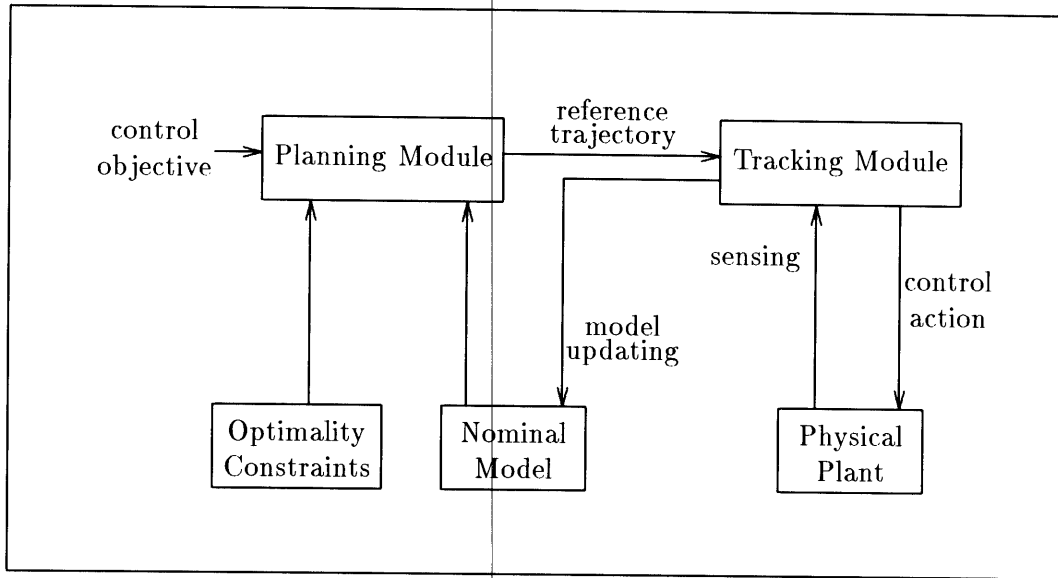 control
objective
Planning Module
reference
trajectory
Tracking Module
sensing
control
action
model
updating
Optimality
Constraints
Nominal
Model
Physical
Plant